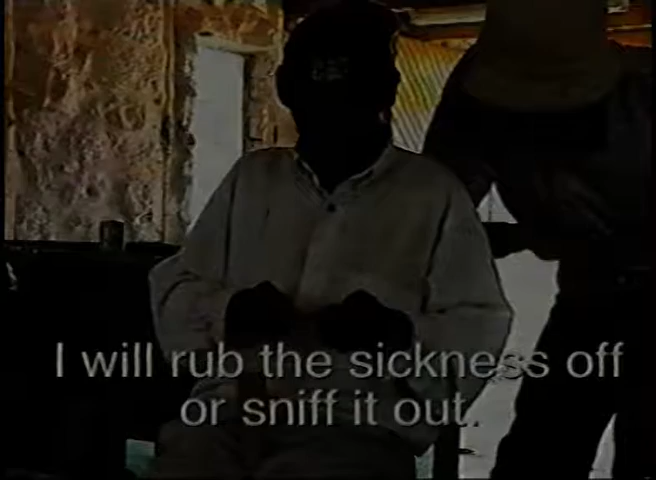 I will rub the sickness off
or sniff it out.